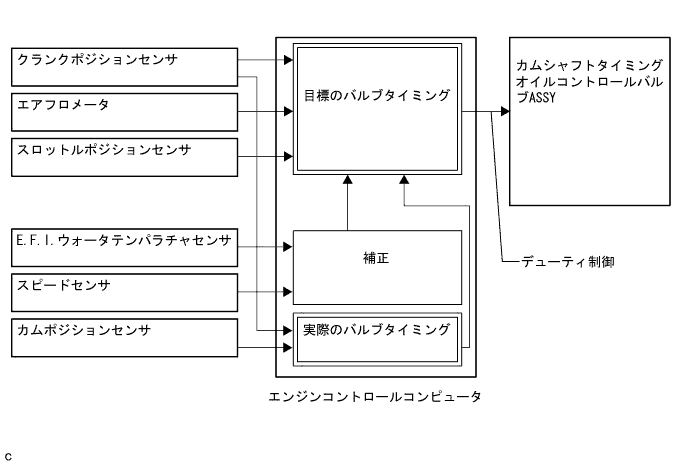 クランクポジションセンサ
エアフロメータ
スロットルポジションセンサ
E.F.I.ウォータテンパラチャセンサ
スピードセンサ
カムポジションセンサ
目標のバルブタイミング
補正
実際のバルブタイミング
エンジンコントロールコンピュータ
カムシャフトタイミング
オイルコントロールバル
ブASSY
デューティ制御
c